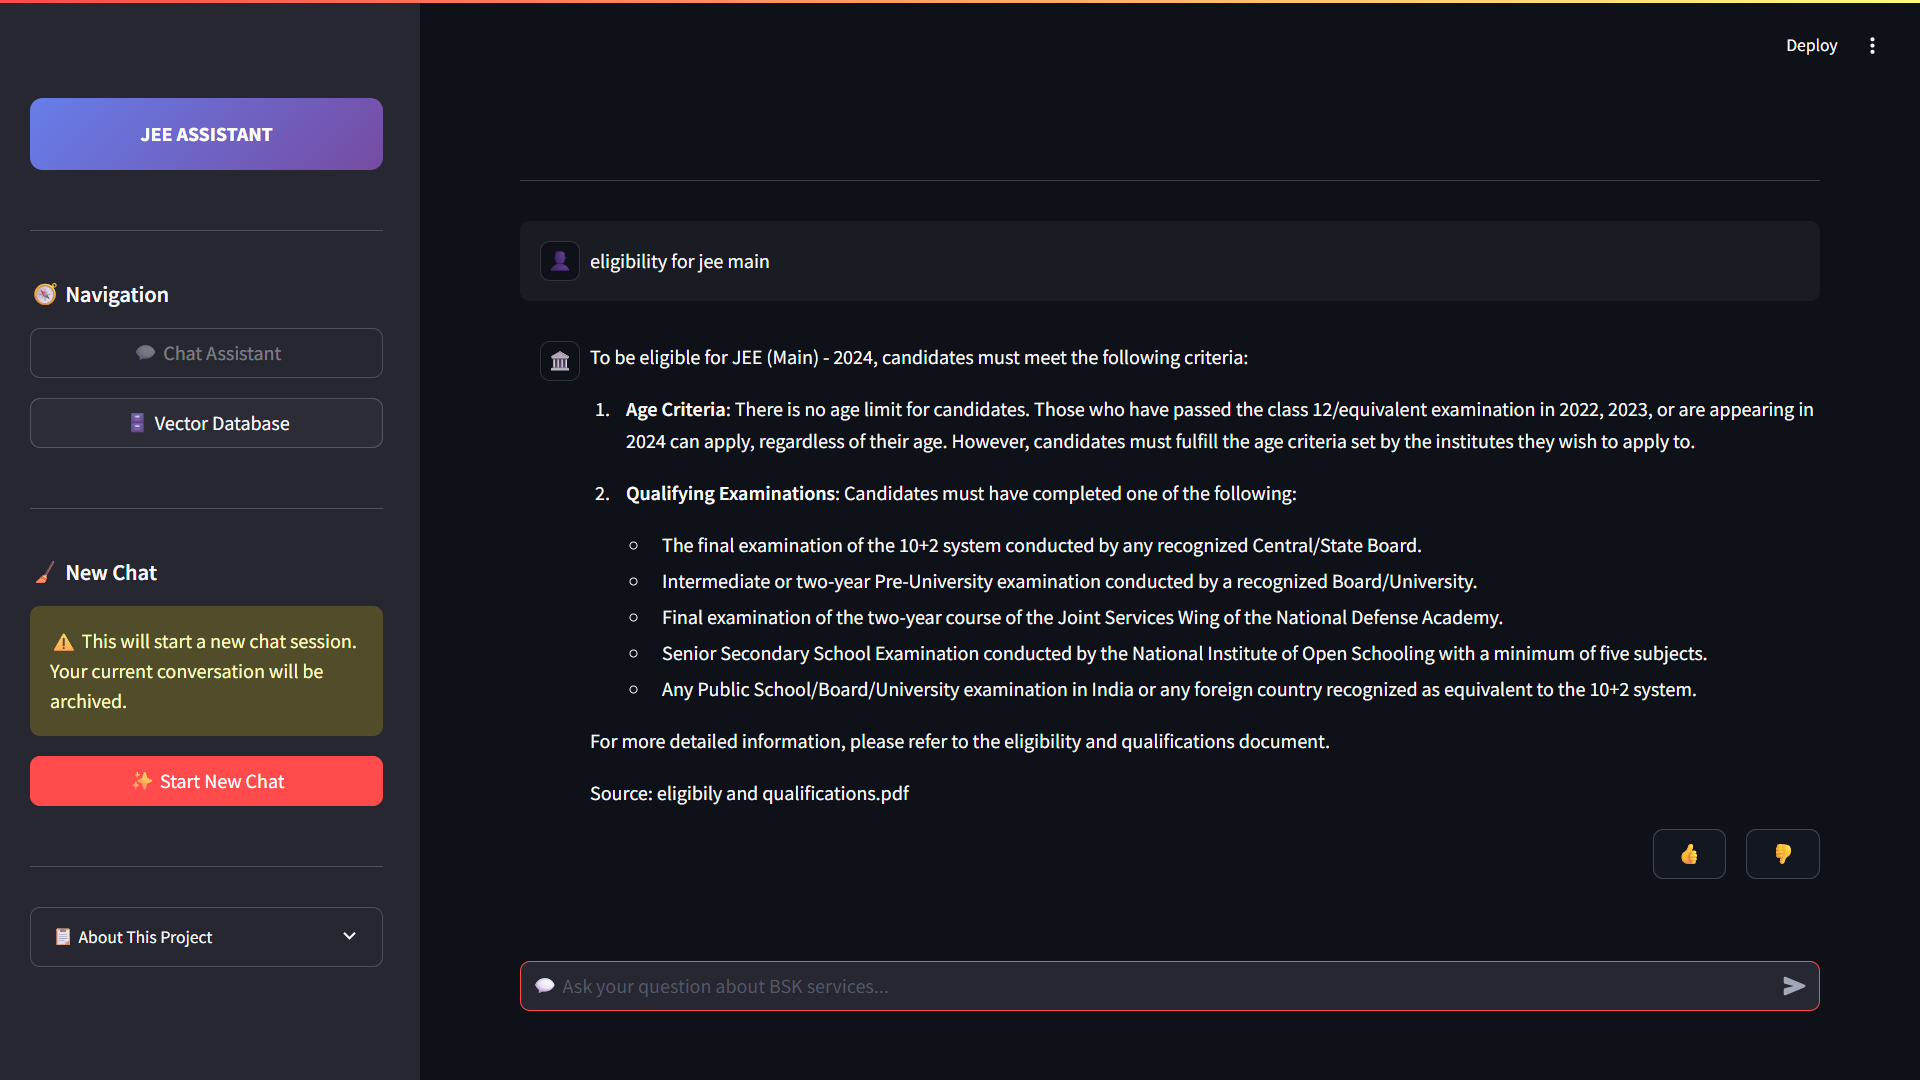 Deploy
JEE ASSISTANT
Navigation
Chat Assistant
Vector Database
New Chat
This will start a new chat session.
Your current conversation will be
archived.
Start New Chat
About This Project
eligibility for jee main
To be eligible for JEE (Main) - 2024, candidates must meet the following criteria:
1. Age Criteria: There is no age limit for candidates. Those who have passed the class 12/equivalent examination in 2022, 2023, or are appearing in
2024 can apply, regardless of their age. However, candidates must fulfill the age criteria set by the institutes they wish to apply to.
2. Qualifying Examinations: Candidates must have completed one of the following:
The final examination of the 10+2 system conducted by any recognized Central/State Board.
Intermediate or two-year Pre-University examination conducted by a recognized Board/University.
Final examination of the two-year course of the Joint Services Wing of the National Defense Academy.
Senior Secondary School Examination conducted by the National Institute of Open Schooling with a minimum of five subjects.
Any Public School/Board/University examination in India or any foreign country recognized as equivalent to the 10+2 system.
For more detailed information, please refer to the eligibility and qualifications document.
Source: eligibily and qualifications.pdf
Ask your question about BSK services...